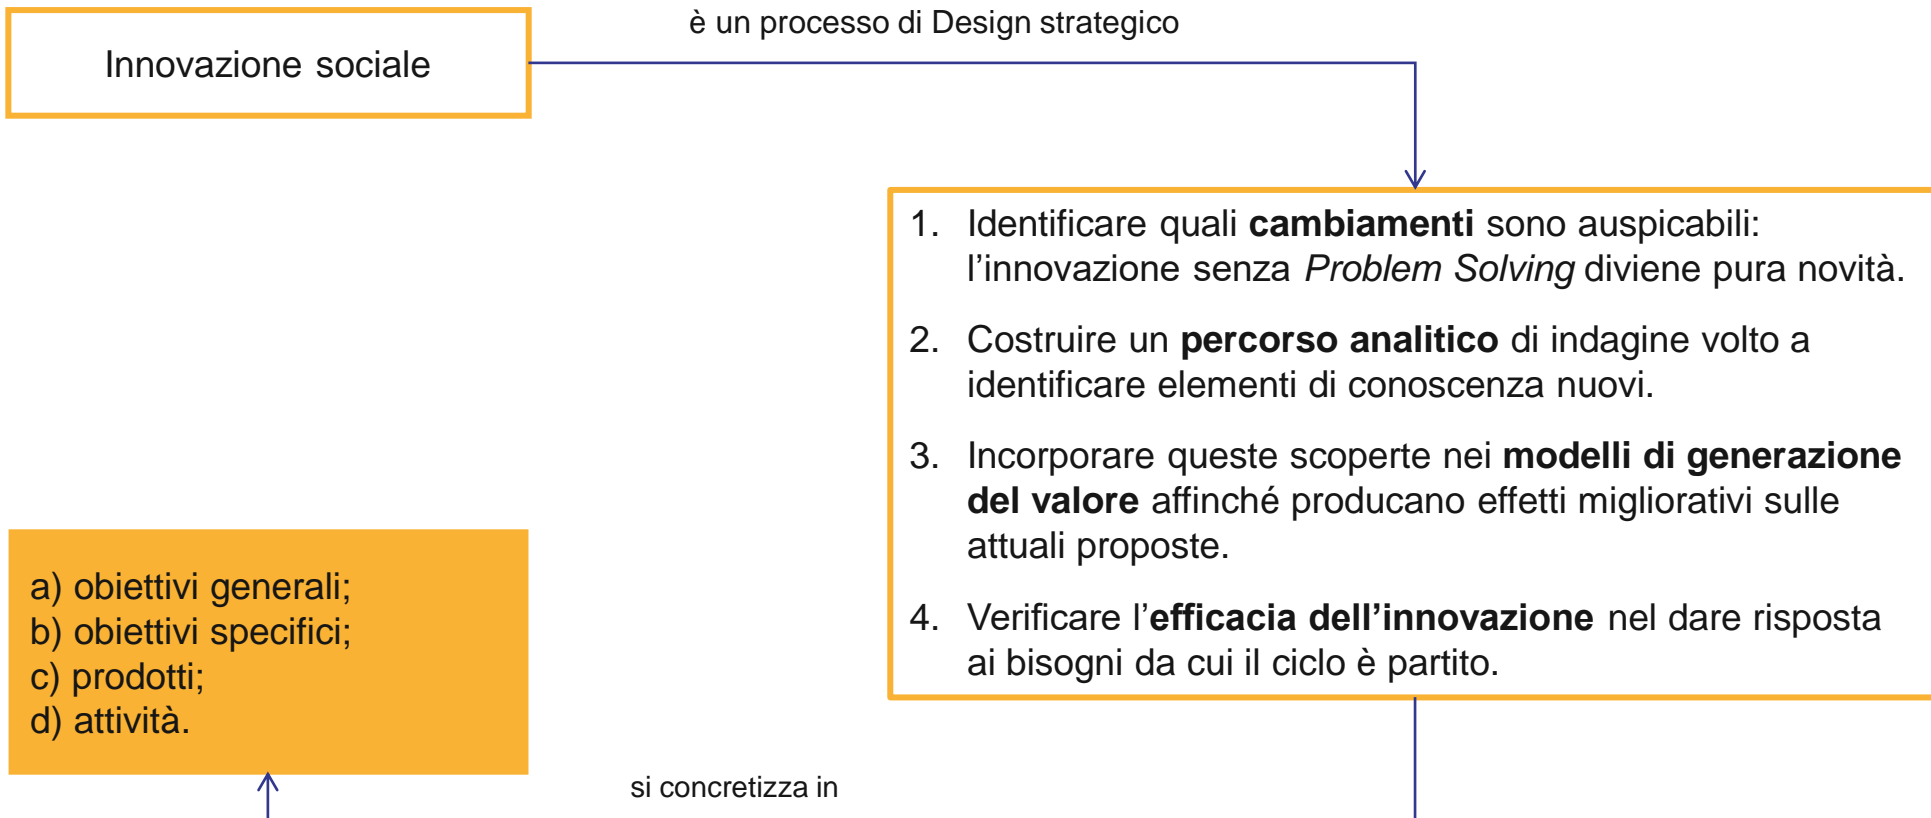 è un processo di Design strategico
Innovazione sociale
1. Identificare quali cambiamenti sono auspicabili:
l’innovazione senza Problem Solving diviene pura novità.
2. Costruire un percorso analitico di indagine volto a
identificare elementi di conoscenza nuovi.
3. Incorporare queste scoperte nei modelli di generazione
del valore affinché producano effetti migliorativi sulle
attuali proposte.
4. Verificare l’efficacia dell’innovazione nel dare risposta
ai bisogni da cui il ciclo è partito.
a) obiettivi generali;
b) obiettivi specifici;
c) prodotti;
d) attività.
si concretizza in